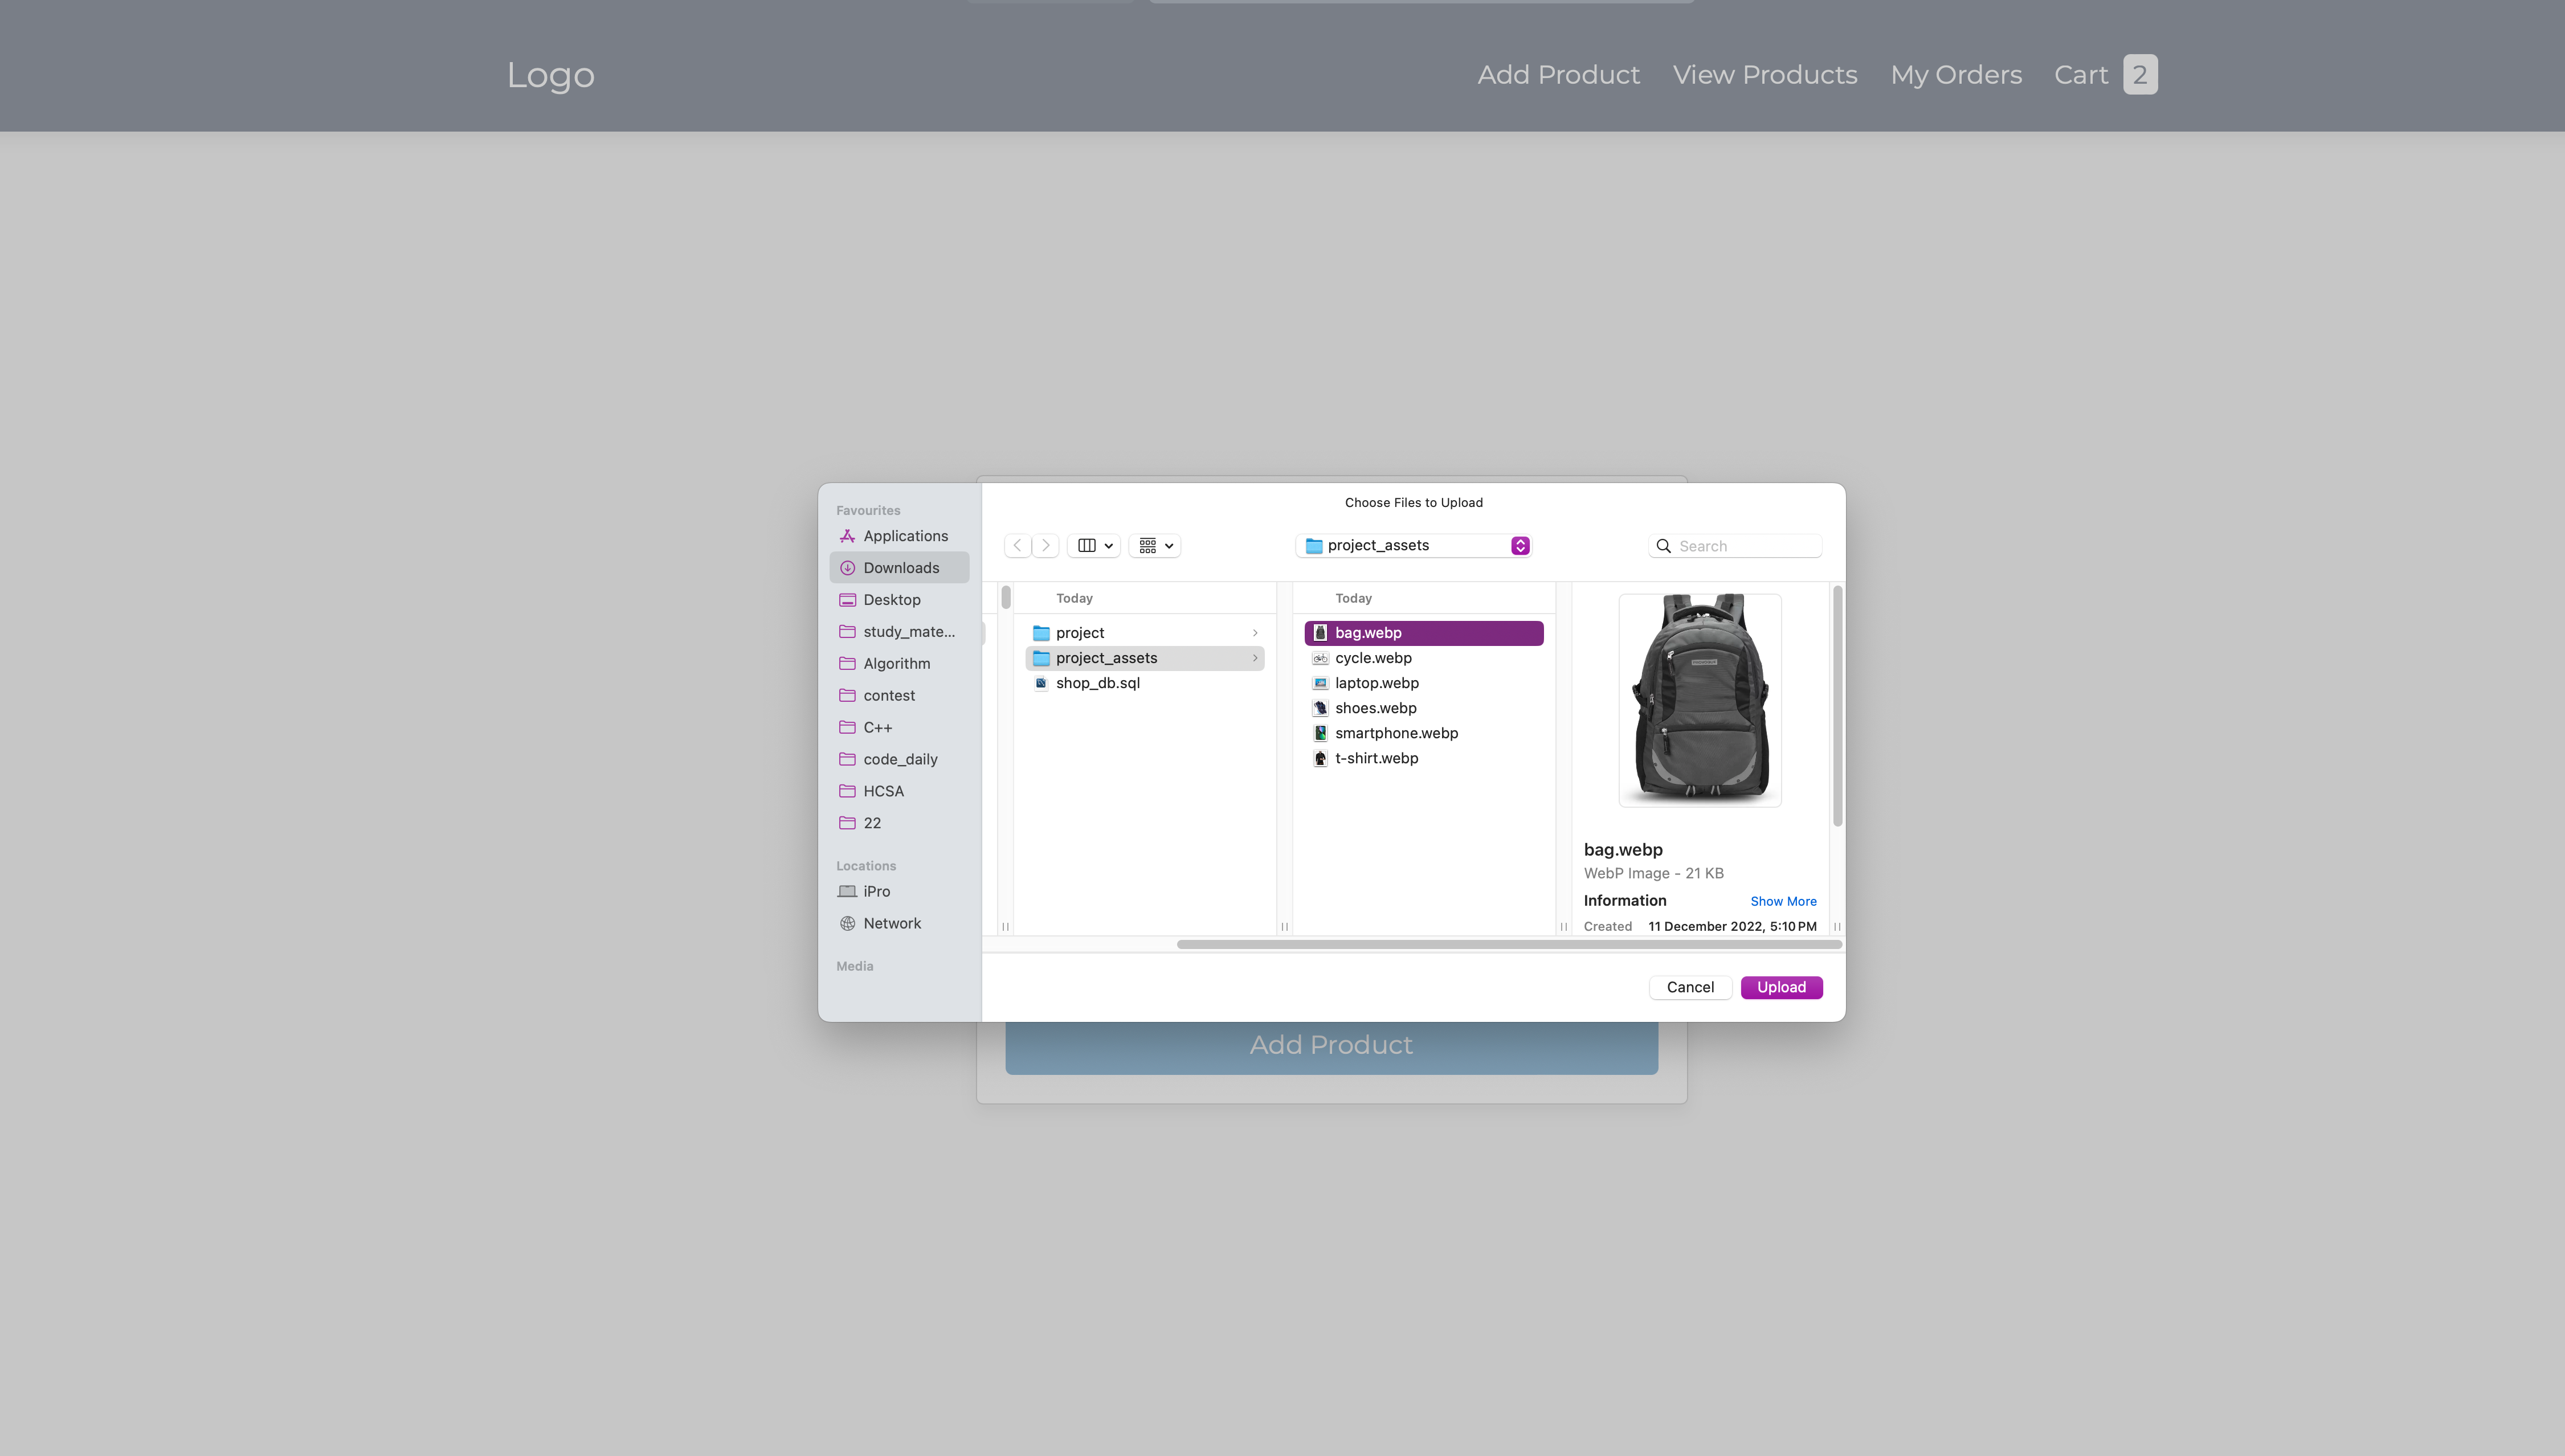 Logo
Add Product View Products My Orders Cart 2
Choose Files to Upload
project_assets
Search
Favourites
Applications
Downloads
Desktop
study_mate...
Algorithm
contest
C++
code_daily
HCSA
22
Locations
iPro
Network
Media
Today
project
project_assets
shop_db.sql
Today
bag.webp
cycle.webp
laptop.webp
shoes.webp
smartphone.webp
t-shirt.webp
bag.webp
WebP Image - 21 KB
Information Show More
Created 11 December 2022, 5:10 PM
Cancel Upload
Add Product